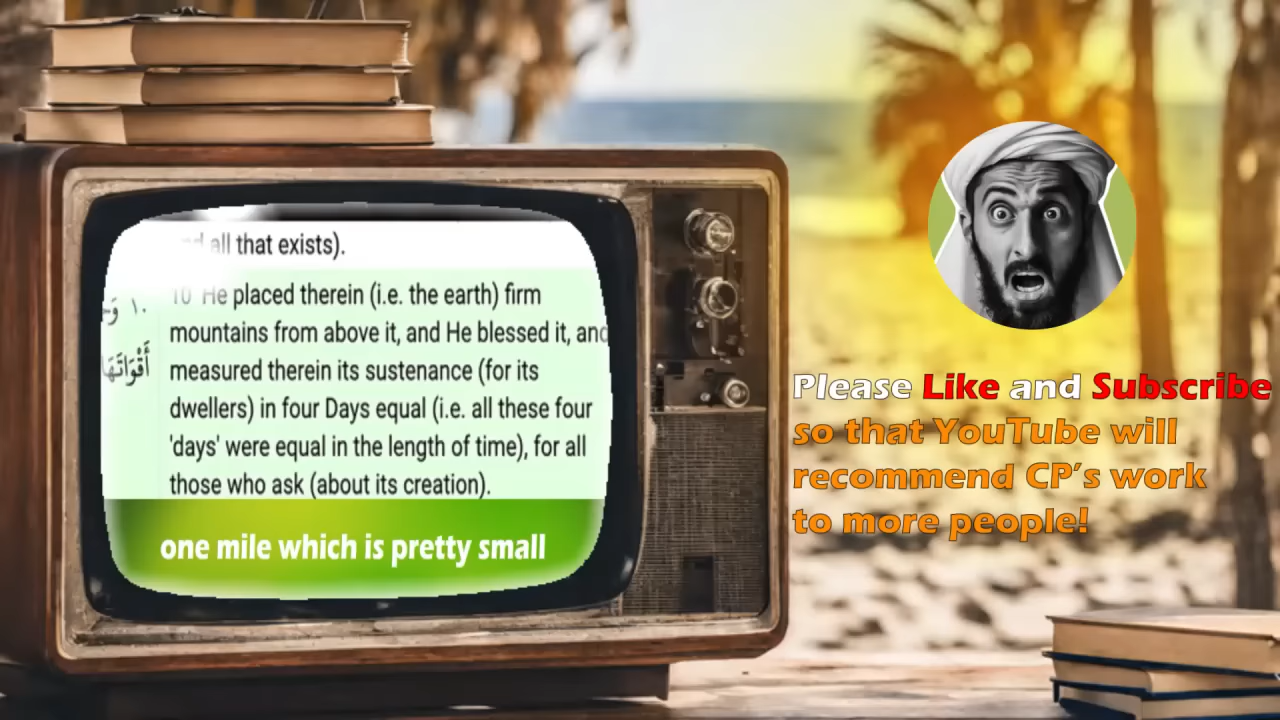 nd all that exists).
10 He placed therein (i.e. the earth) firm
mountains from above it, and He blessed it, and
measured therein its sustenance (for its
dwellers) in four Days equal (i.e. all these four
'days' were equal in the length of time), for all
those who ask (about its creation).
١٠
أَقْوَاتَهَا
one mile which is pretty small
Please Like and Subscribe
so that YouTube will
recommend CP's work
to more people!